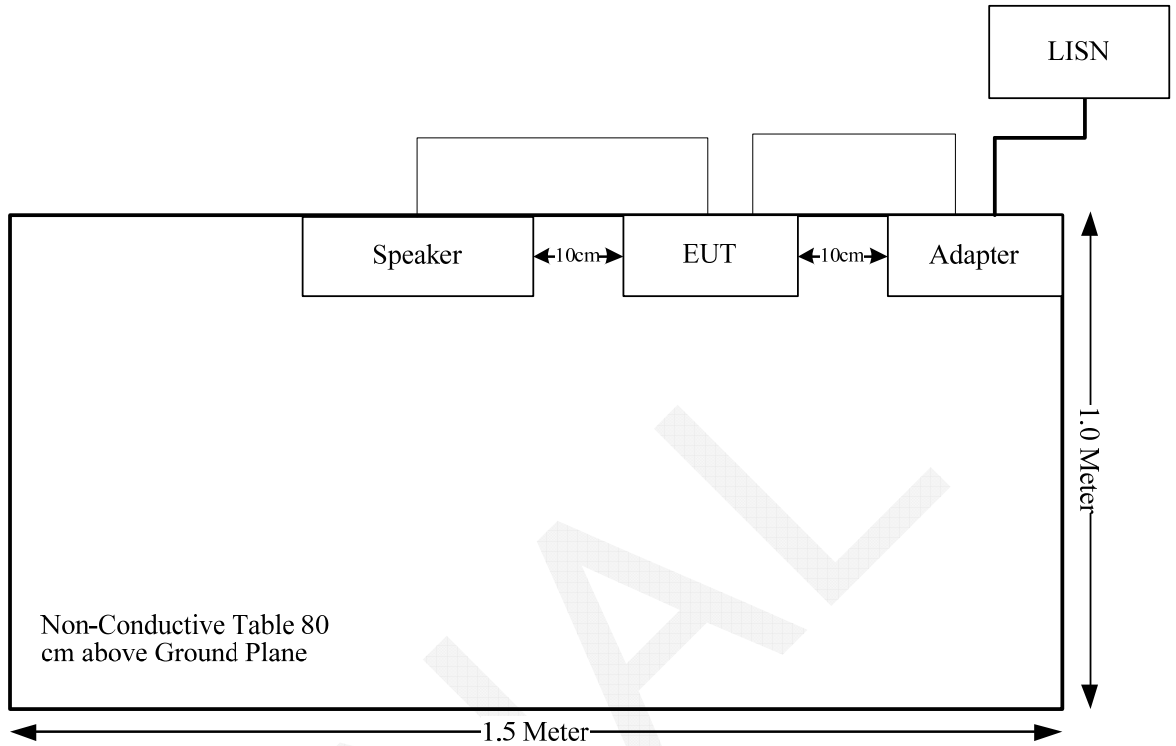 LISN
Speaker
10cm
EUT
10cm
Adapter
1.0 Meter
Non-Conductive Table 80
cm above Ground Plane
1.5 Meter